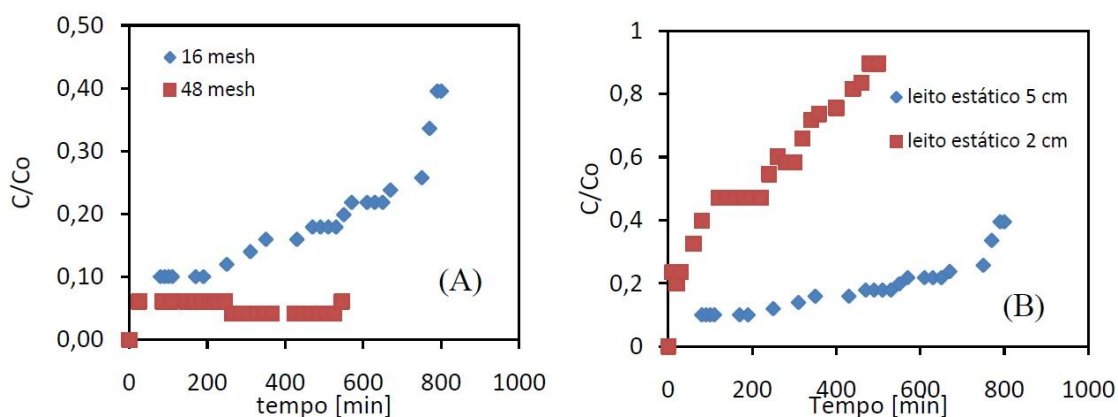 0,50
0,40
0,30
0,20
0,10
0,00
C/Co
16 mesh
48 mesh
(A)
0 200 400 600 800 1000
tempo [min]
1
0,8
0,6
0,4
0,2
0
C/Co
leito estático 5 cm
leito estático 2 cm
(B)
0 200 400 600 800 1000
Tempo [min]